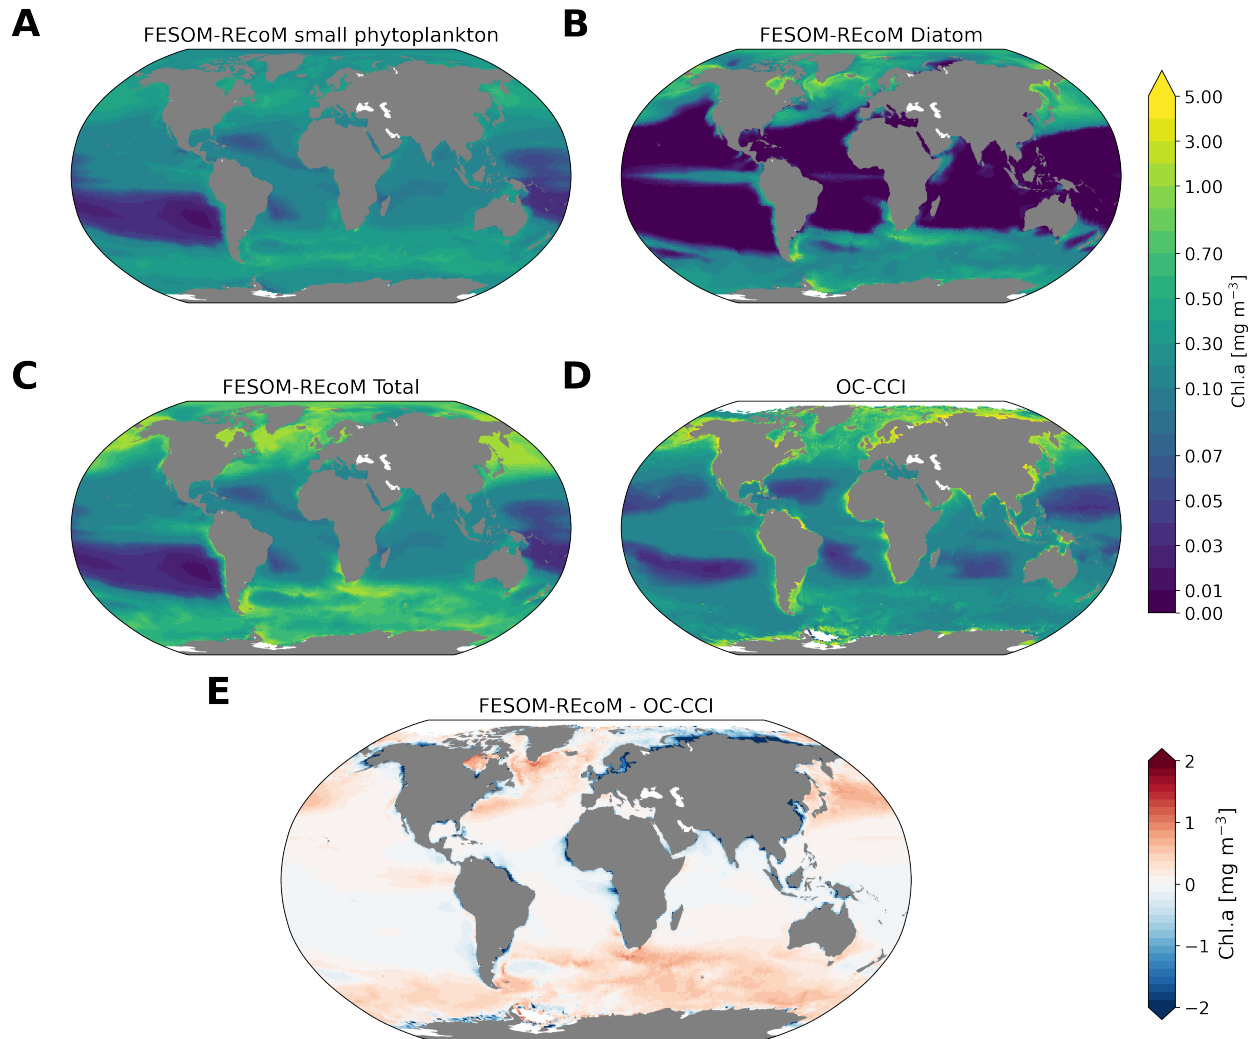 A
FESOM-REcoM small phytoplankton
B
FESOM-REcoM Diatom
C
FESOM-REcoM Total
D
OC-CCI
5.00
3.00
1.00
0.70
0.50
0.30
0.10
0.07
0.05
0.03
0.01
0.00
Chl.a [mg m⁻³]
E
FESOM-REcoM - OC-CCI
2
1
0
−1
−2
Chl.a [mg m⁻³]